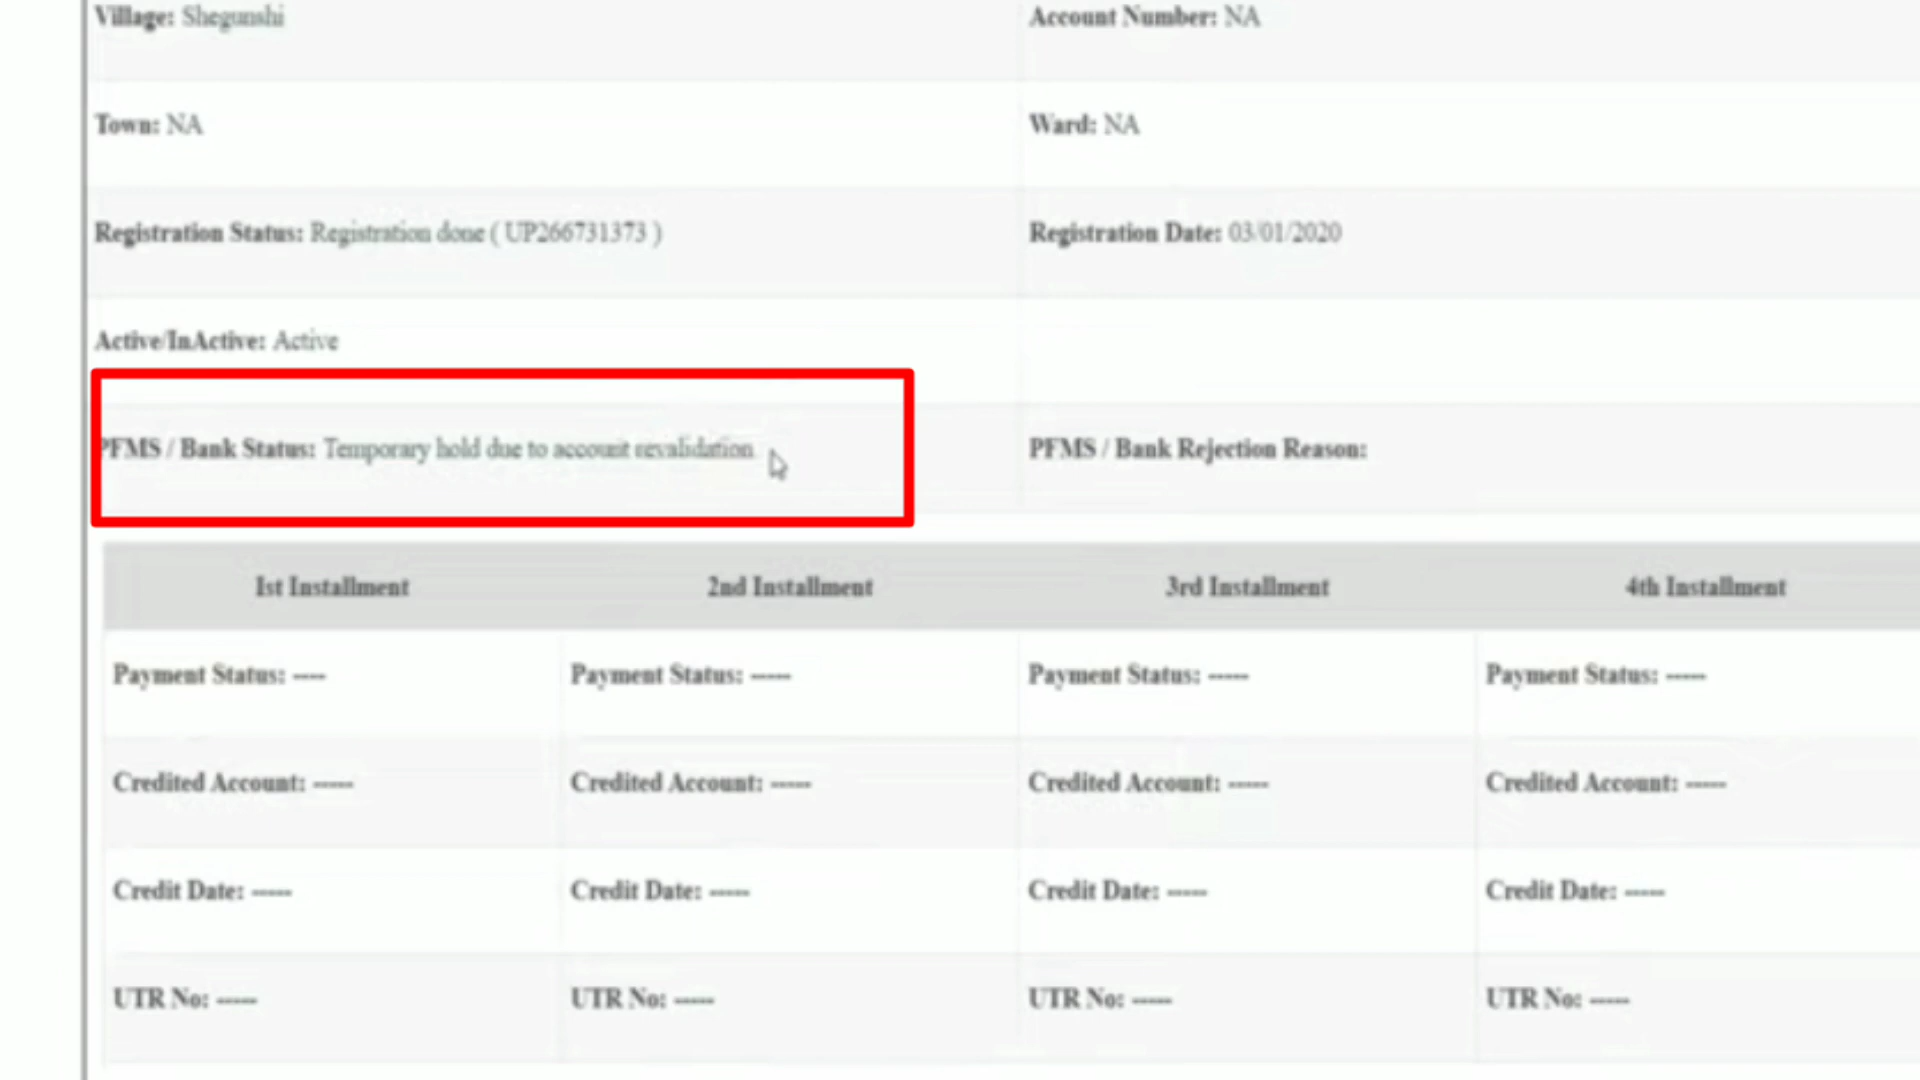 Village: Shegunshi
Account Number: NA
Town: NA
Ward: NA
Registration Status: Registration done ( UP266731373 )
Registration Date: 03/01/2020
Active/InActive: Active
PFMS / Bank Status: Temporary hold due to account revalidation
PFMS / Bank Rejection Reason:
Ist Installment
2nd Installment
3rd Installment
4th Installment
Payment Status: ----
Payment Status: -----
Payment Status: -----
Payment Status: -----
Credited Account: -----
Credited Account: -----
Credited Account: -----
Credited Account: -----
Credit Date: -----
Credit Date: -----
Credit Date: -----
Credit Date: -----
UTR No: -----
UTR No: -----
UTR No: -----
UTR No: -----